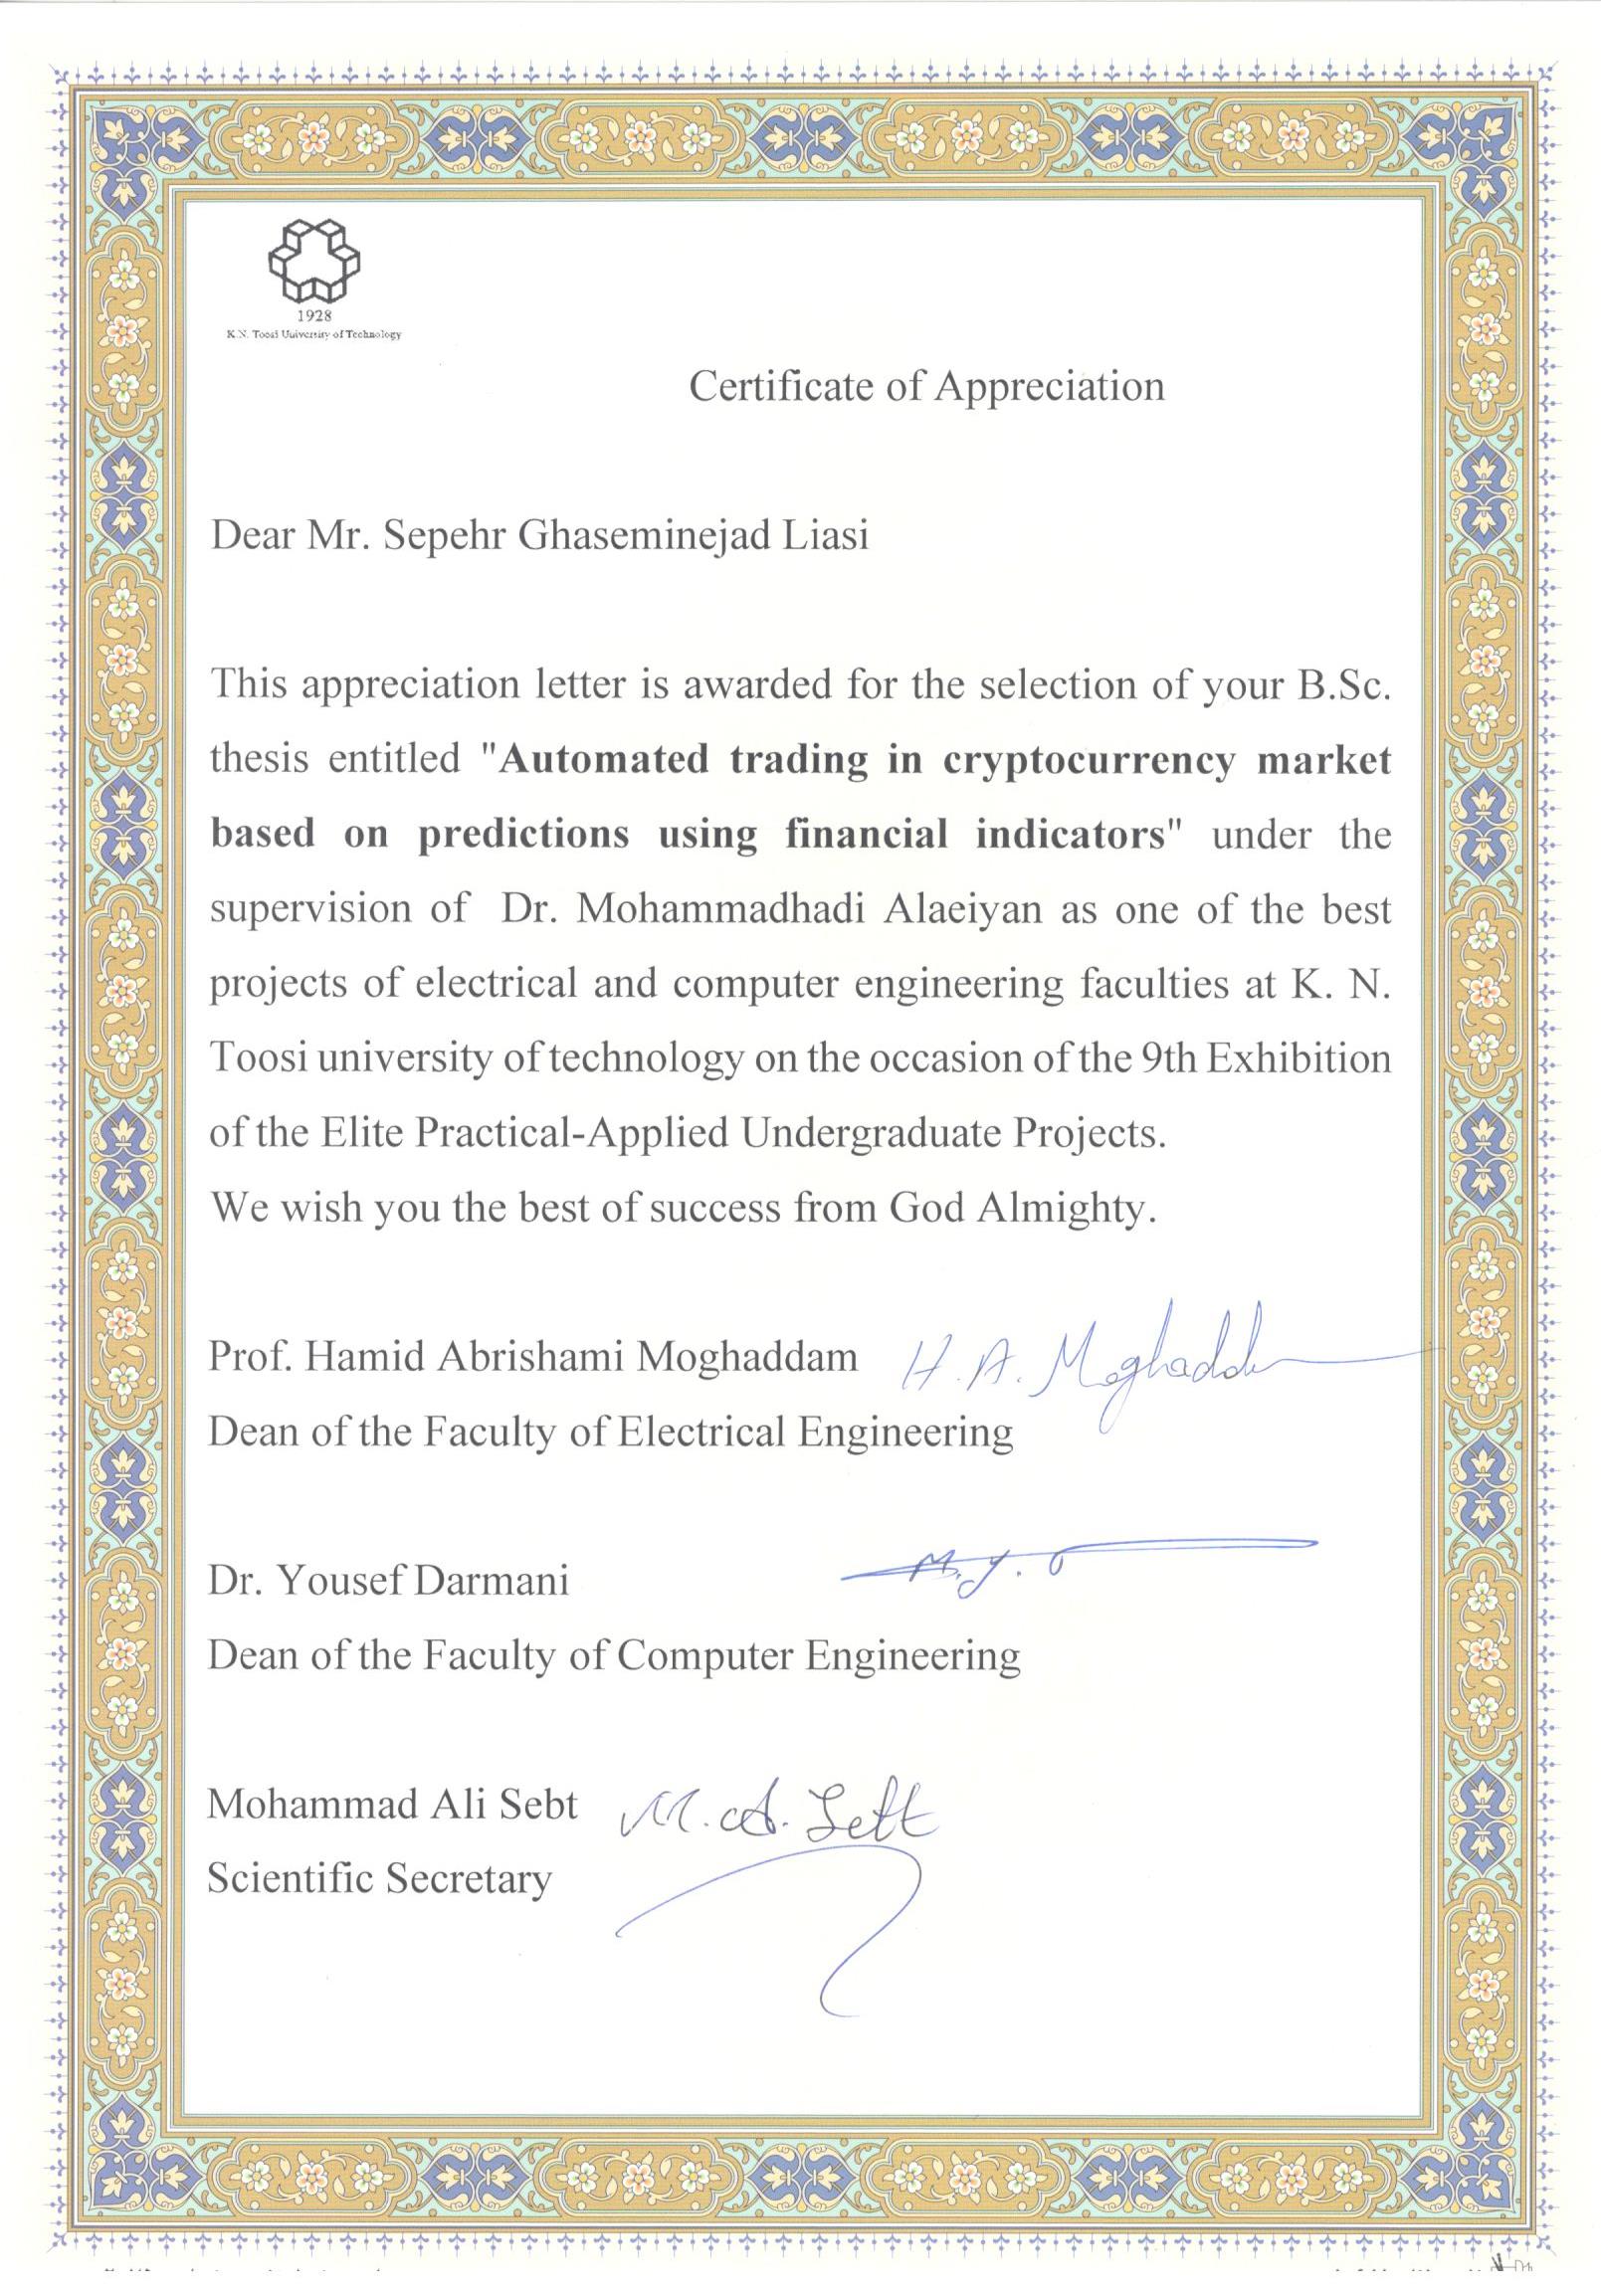 1928
K.N. Toosi University of Technology
Certificate of Appreciation
Dear Mr. Sepehr Ghaseminejad Liasi
This appreciation letter is awarded for the selection of your B.Sc.
thesis entitled "Automated trading in cryptocurrency market
based on predictions using financial indicators" under the
supervision of Dr. Mohammadhadi Alaeiyan as one of the best
projects of electrical and computer engineering faculties at K. N.
Toosi university of technology on the occasion of the 9th Exhibition
of the Elite Practical-Applied Undergraduate Projects.
We wish you the best of success from God Almighty.
Prof. Hamid Abrishami Moghaddam H. A. Moghaddam
Dean of the Faculty of Electrical Engineering
Dr. Yousef Darmani M. Y.
Dean of the Faculty of Computer Engineering
Mohammad Ali Sebt M. A. Sebt
Scientific Secretary